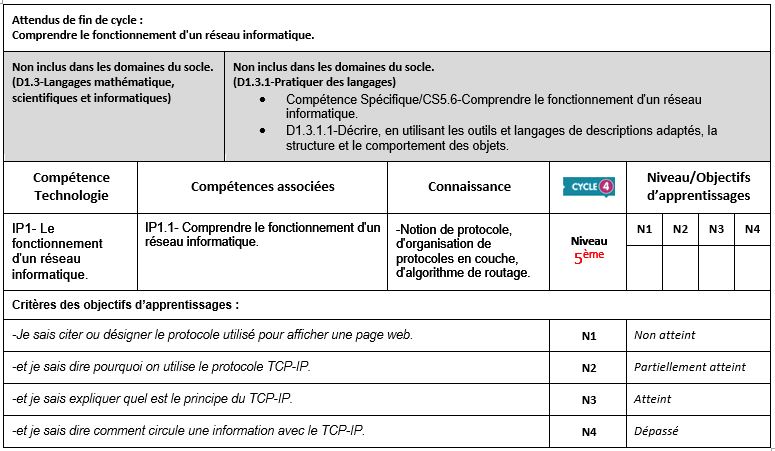 Attendus de fin de cycle :
Comprendre le fonctionnement d'un réseau informatique.
Non inclus dans les domaines du socle.
(D1.3-Langages mathématique,
scientifiques et informatiques)
Non inclus dans les domaines du socle.
(D1.3.1-Pratiquer des langages)
• Compétence Spécifique/CS5.6-Comprendre le fonctionnement d'un réseau
informatique.
• D1.3.1.1-Décrire, en utilisant les outils et langages de descriptions adaptés, la
structure et le comportement des objets.
Compétence
Technologie
Compétences associées
Connaissance
CYCLE 4
Niveau/Objectifs
d'apprentissages
IP1- Le
fonctionnement
d'un réseau
informatique.
IP1.1- Comprendre le fonctionnement d'un
réseau informatique.
-Notion de protocole,
d'organisation de
protocoles en couche,
d'algorithme de routage.
Niveau
5ème
N1
N2
N3
N4
Critères des objectifs d'apprentissages :
-Je sais citer ou désigner le protocole utilisé pour afficher une page web.
N1
Non atteint
-et je sais dire pourquoi on utilise le protocole TCP-IP.
N2
Partiellement atteint
-et je sais expliquer quel est le principe du TCP-IP.
N3
Atteint
-et je sais dire comment circule une information avec le TCP-IP.
N4
Dépassé